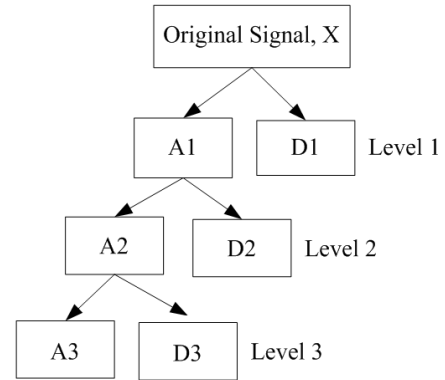 Original Signal, X
A1
D1
Level 1
A2
D2
Level 2
A3
D3
Level 3